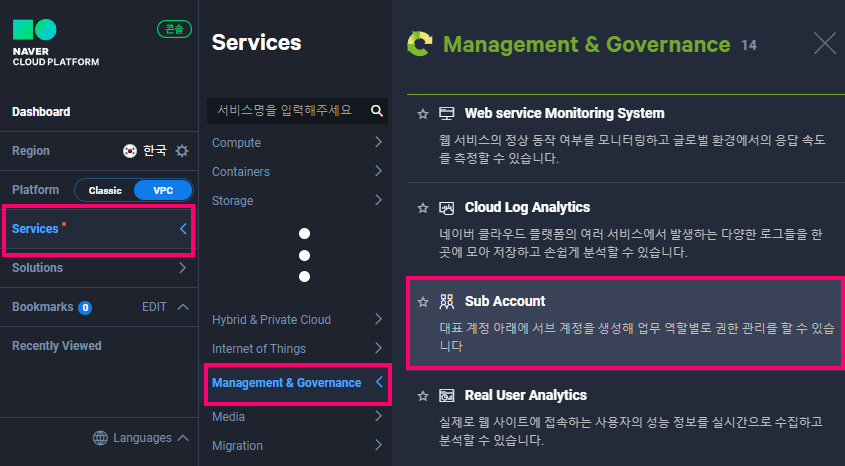 콘솔
NAVER
CLOUD PLATFORM
Dashboard
Region 한국
Platform Classic VPC
Services
Solutions
Bookmarks 0 EDIT
Recently Viewed
Languages
Services
서비스명을 입력해주세요
Compute
Containers
Storage
Hybrid & Private Cloud
Internet of Things
Management & Governance
Media
Migration
Management & Governance 14
Web service Monitoring System
웹 서비스의 정상 동작 여부를 모니터링하고 글로벌 환경에서의 응답 속도
를 측정할 수 있습니다.
Cloud Log Analytics
네이버 클라우드 플랫폼의 여러 서비스에서 발생하는 다양한 로그들을 한
곳에 모아 저장하고 손쉽게 분석할 수 있습니다.
Sub Account
대표 계정 아래에 서브 계정을 생성해 업무 역할별로 권한 관리를 할 수 있습
니다
Real User Analytics
실제로 웹 사이트에 접속하는 사용자의 성능 정보를 실시간으로 수집하고
분석할 수 있습니다.